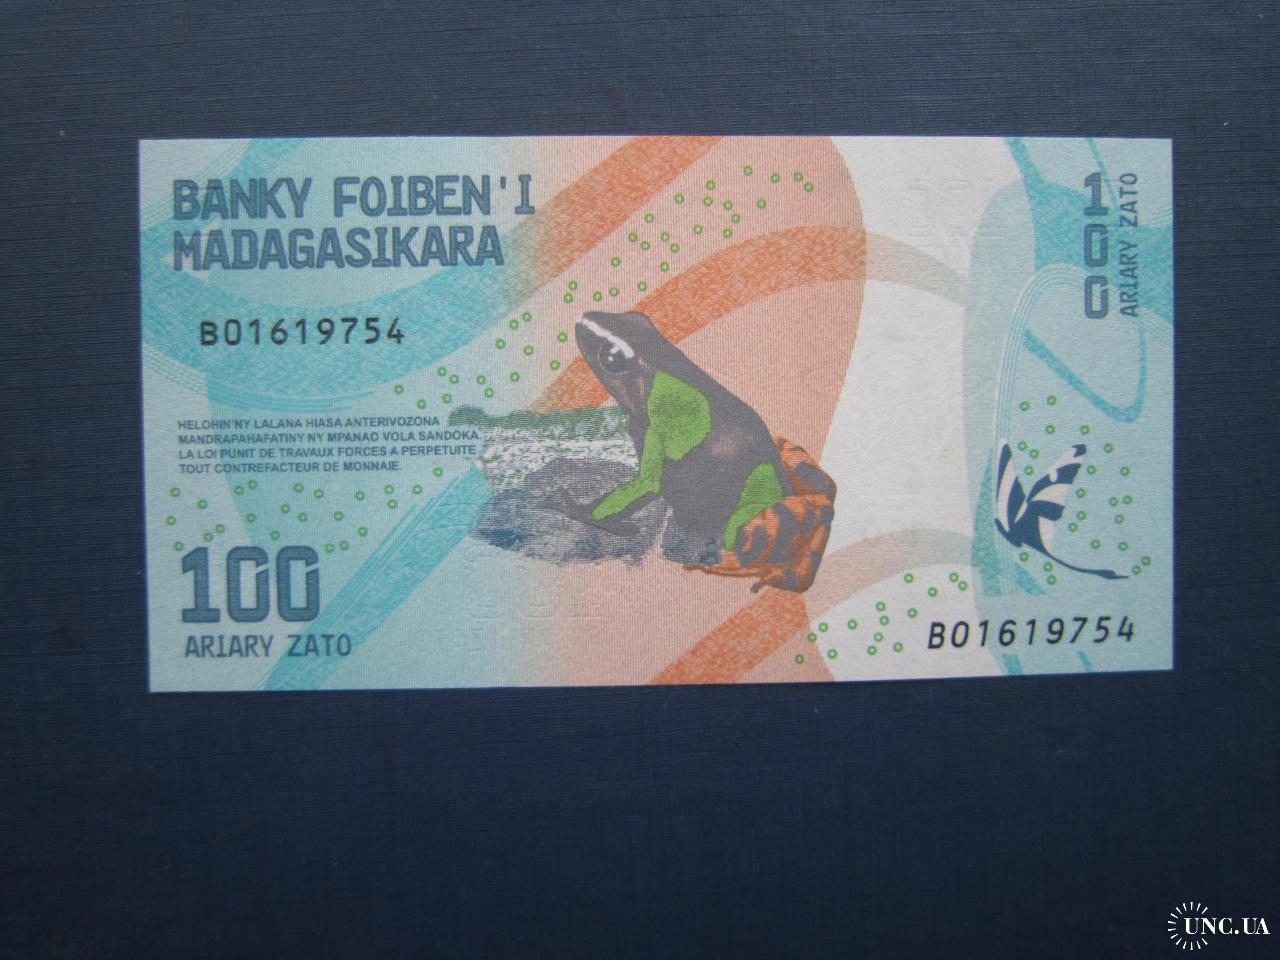 BANKY FOIBEN'I
MADAGASIKARA
B01619754
HELOHIN'NY LALANA HIASA ANTERIVOZONA
MANDRAPAHAFATINY NY MPANAO VOLA SANDOKA.
LA LOI PUNIT DE TRAVAUX FORCES A PERPETUITE
TOUT CONTREFACTEUR DE MONNAIE.
100
ARIARY ZATO
100
ARIARY ZATO
B01619754
UNC.UA